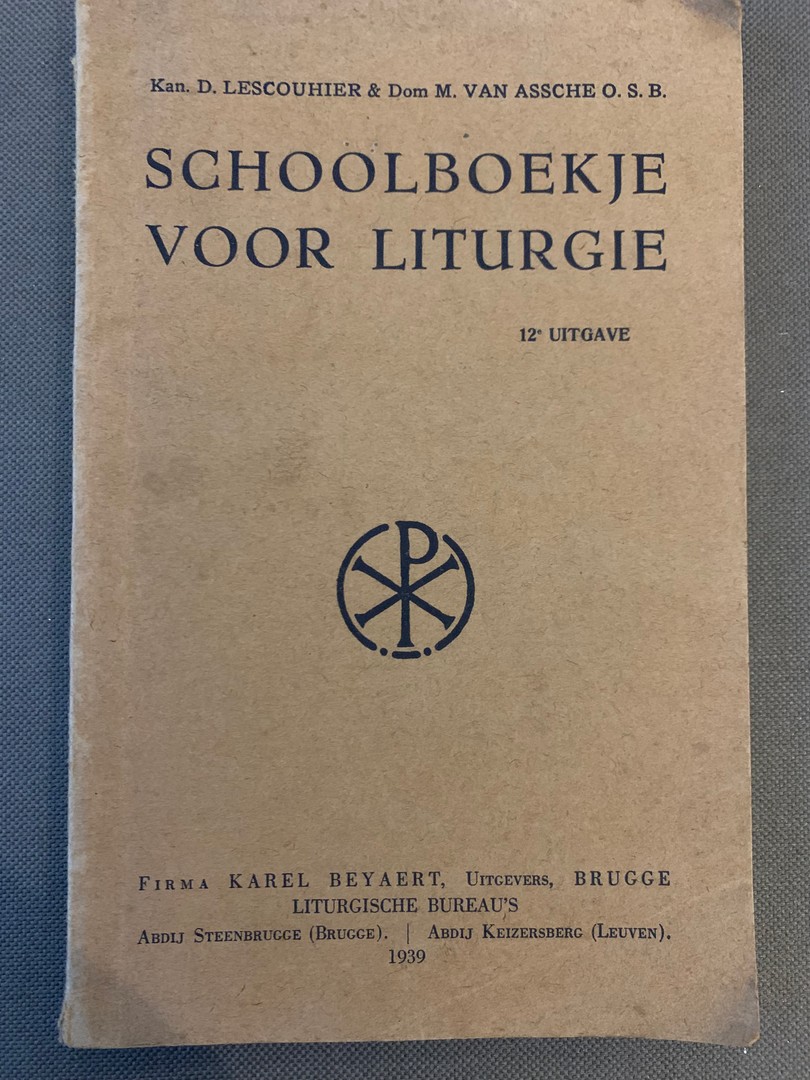 Kan. D. LESCOUHIER & Dom M. VAN ASSCHE O. S. B.
SCHOOLBOEKJE
VOOR LITURGIE
12e UITGAVE
FIRMA KAREL BEYAERT, UITGEVERS, BRUGGE
LITURGISCHE BUREAU'S
ABDIJ STEENBRUGGE (BRUGGE). | ABDIJ KEIZERSBERG (LEUVEN).
1939